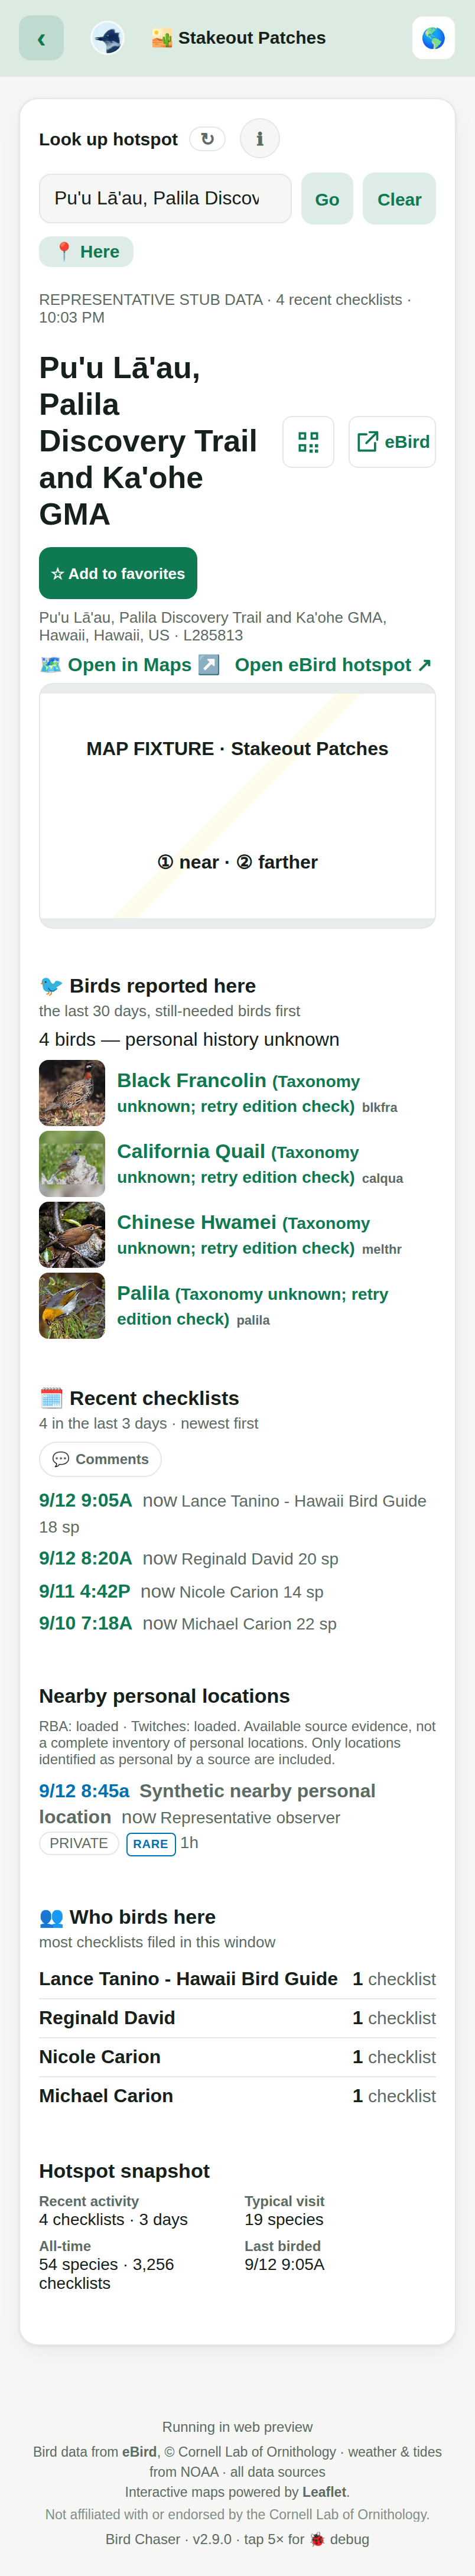 ‹ 🏜️ Stakeout Patches 🌎
Look up hotspot ↻ ℹ
Pu'u Lā'au, Palila Discov Go Clear
📍 Here
REPRESENTATIVE STUB DATA · 4 recent checklists ·
10:03 PM
Pu'u Lā'au,
Palila
Discovery Trail
and Ka'ohe
GMA
eBird
☆ Add to favorites
Pu'u Lā'au, Palila Discovery Trail and Ka'ohe GMA,
Hawaii, Hawaii, US · L285813
🗺️ Open in Maps ↗️ Open eBird hotspot ↗
MAP FIXTURE · Stakeout Patches
① near · ② farther
🐦 Birds reported here
the last 30 days, still-needed birds first
4 birds — personal history unknown
Black Francolin (Taxonomy
unknown; retry edition check) blkfra
California Quail (Taxonomy
unknown; retry edition check) calqua
Chinese Hwamei (Taxonomy
unknown; retry edition check) melthr
Palila (Taxonomy unknown; retry
edition check) palila
🗓️ Recent checklists
4 in the last 3 days · newest first
💬 Comments
9/12 9:05A now Lance Tanino - Hawaii Bird Guide
18 sp
9/12 8:20A now Reginald David 20 sp
9/11 4:42P now Nicole Carion 14 sp
9/10 7:18A now Michael Carion 22 sp
Nearby personal locations
RBA: loaded · Twitches: loaded. Available source evidence, not
a complete inventory of personal locations. Only locations
identified as personal by a source are included.
9/12 8:45a Synthetic nearby personal
location now Representative observer
PRIVATE RARE 1h
👥 Who birds here
most checklists filed in this window
Lance Tanino - Hawaii Bird Guide 1 checklist
Reginald David 1 checklist
Nicole Carion 1 checklist
Michael Carion 1 checklist
Hotspot snapshot
Recent activity Typical visit
4 checklists · 3 days 19 species
All-time Last birded
54 species · 3,256 9/12 9:05A
checklists
Running in web preview
Bird data from eBird, © Cornell Lab of Ornithology · weather & tides
from NOAA · all data sources
Interactive maps powered by Leaflet.
Not affiliated with or endorsed by the Cornell Lab of Ornithology.
Bird Chaser · v2.9.0 · tap 5× for 🐞 debug